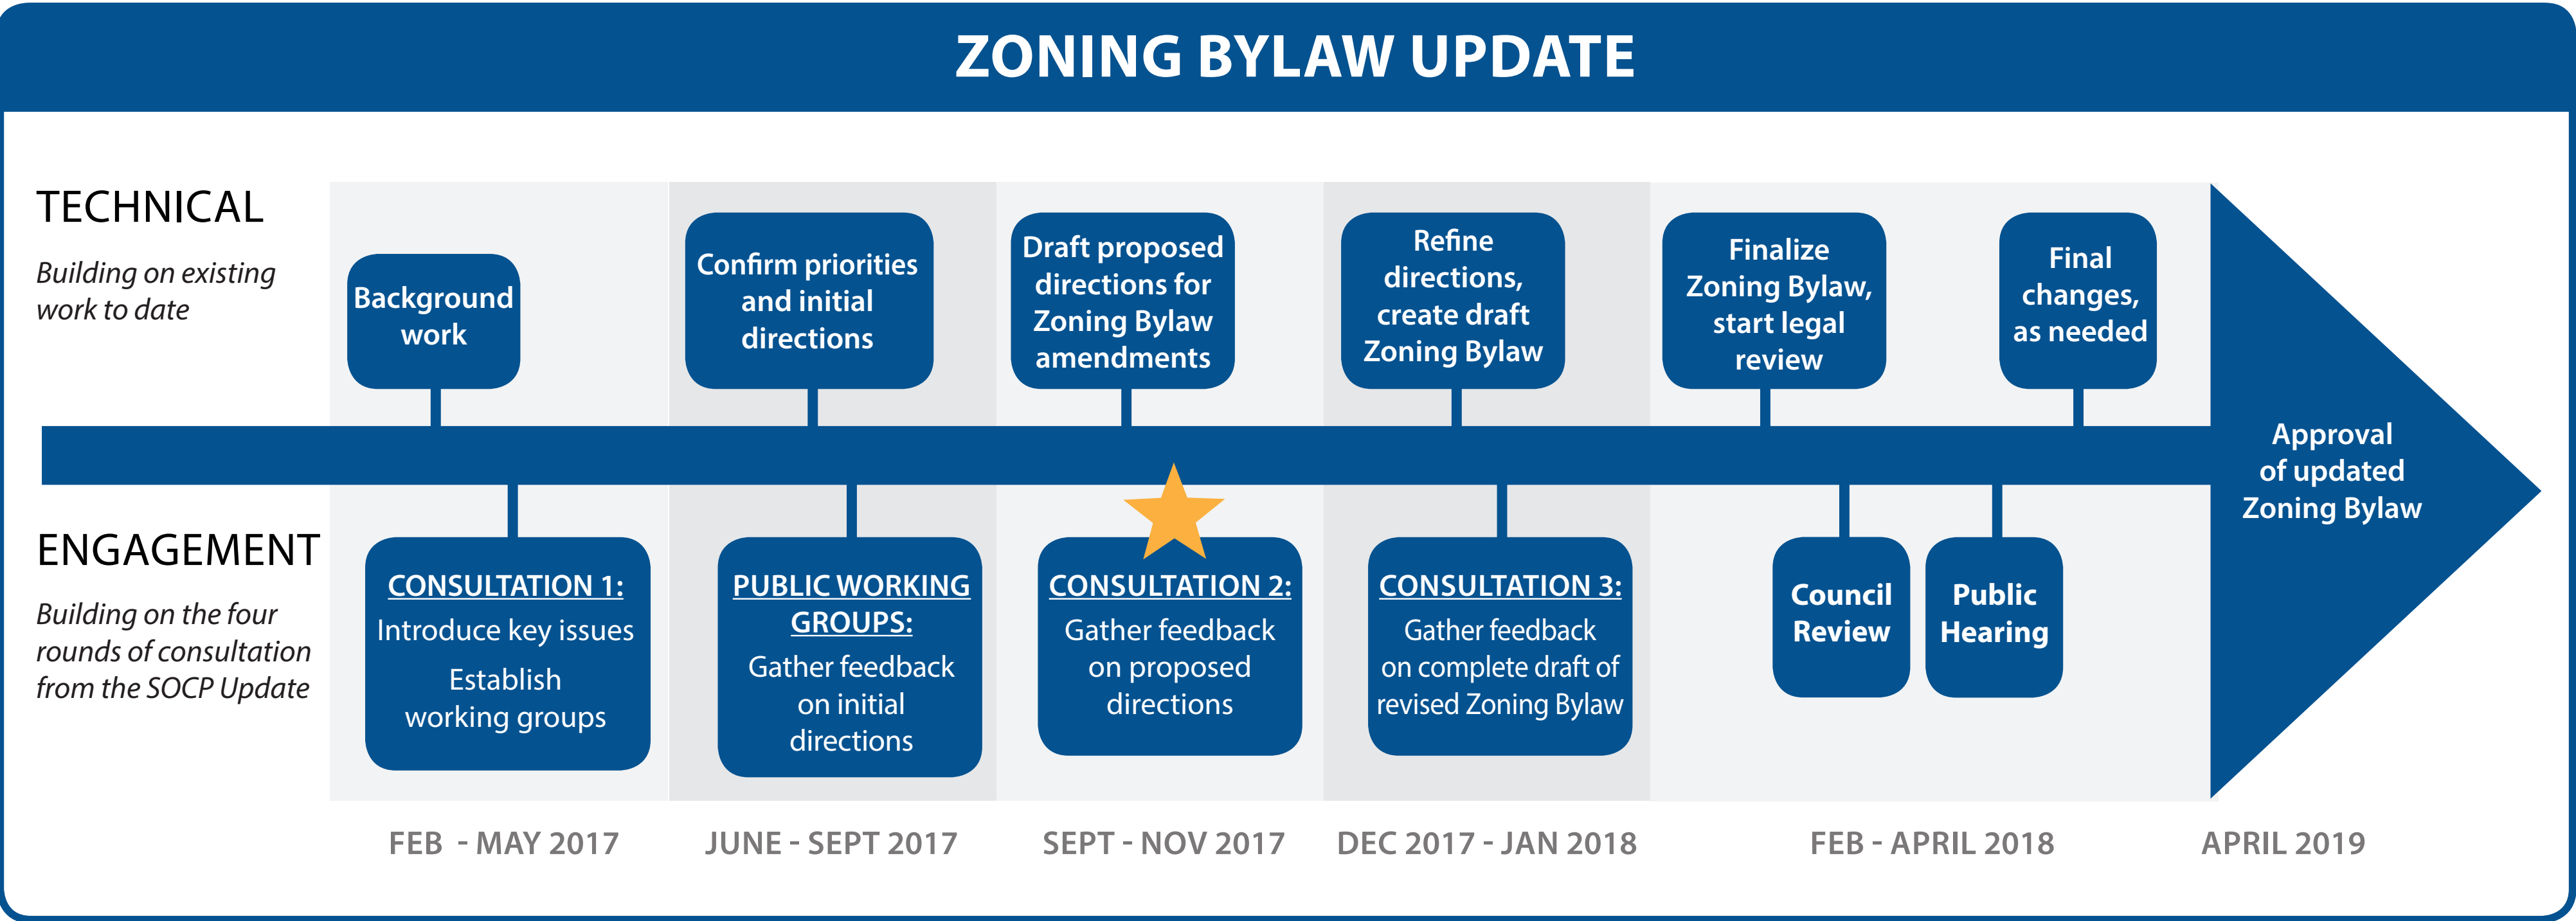 ZONING BYLAW UPDATE
TECHNICAL
Building on existing
work to date
Background
work
Confirm priorities
and initial
directions
Draft proposed
directions for
Zoning Bylaw
amendments
Refine
directions,
create draft
Zoning Bylaw
Finalize
Zoning Bylaw,
start legal
review
Final
changes,
as needed
Approval
of updated
Zoning Bylaw
ENGAGEMENT
Building on the four
rounds of consultation
from the SOCP Update
CONSULTATION 1:
Introduce key issues
Establish
working groups
PUBLIC WORKING
GROUPS:
Gather feedback
on initial
directions
CONSULTATION 2:
Gather feedback
on proposed
directions
CONSULTATION 3:
Gather feedback
on complete draft of
revised Zoning Bylaw
Council
Review
Public
Hearing
FEB - MAY 2017
JUNE - SEPT 2017
SEPT - NOV 2017
DEC 2017 - JAN 2018
FEB - APRIL 2018
APRIL 2019